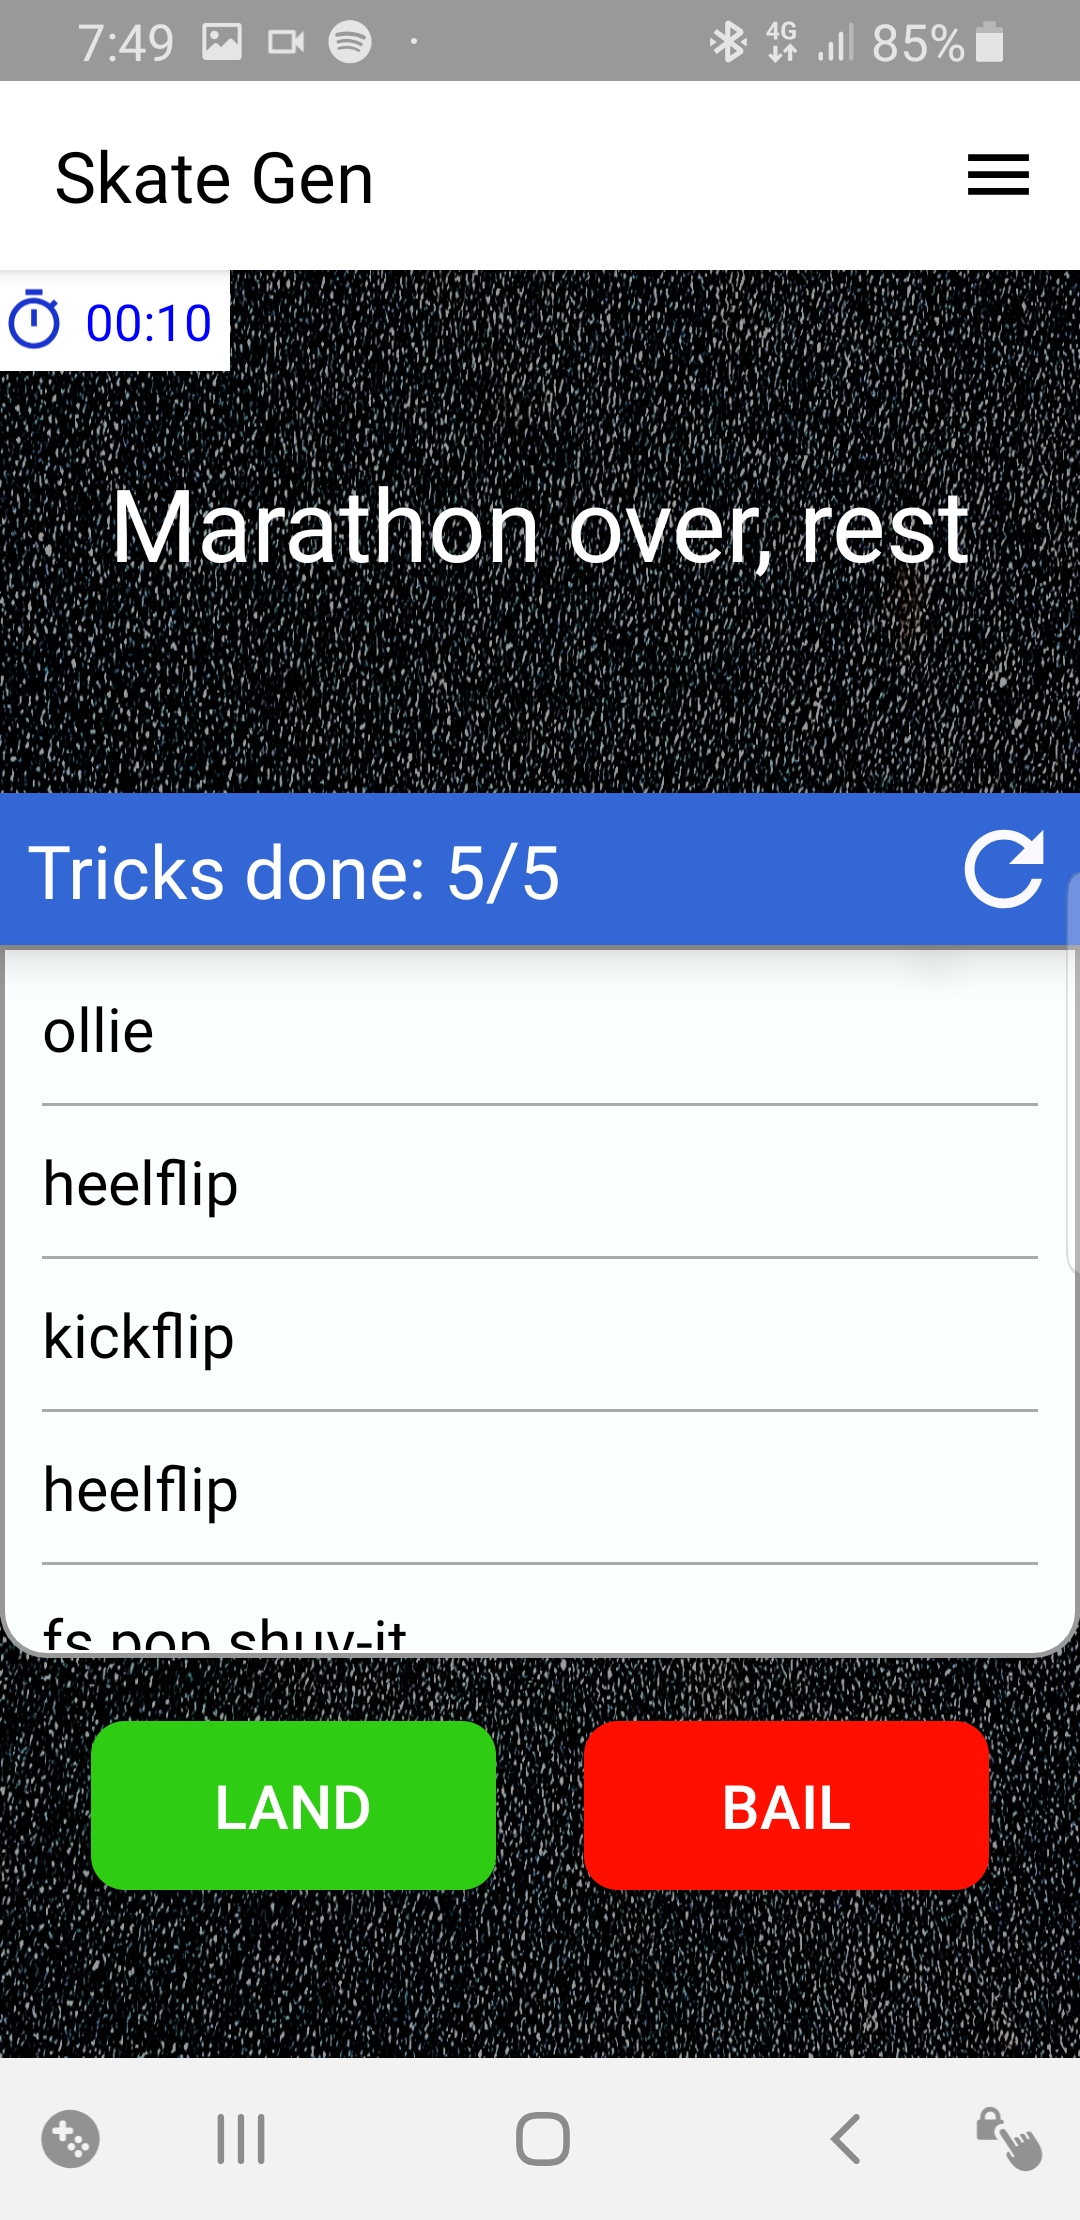 7:49
4G
85%
Skate Gen
00:10
Marathon over, rest
Tricks done: 5/5
ollie
heelflip
kickflip
heelflip
fs pop shuv-it
LAND
BAIL